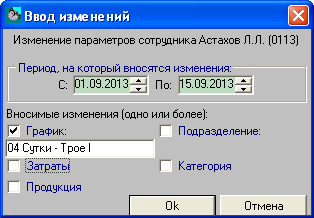 Ввод изменений
Изменение параметров сотрудника Астахов Л.Л. (0113)
Период, на который вносятся изменения:
С: 01.09.2013 По: 15.09.2013
Вносимые изменения (одно или более):
График: Подразделение:
04 Сутки - Трое I
Затраты Категория
Продукция
Ok Отмена